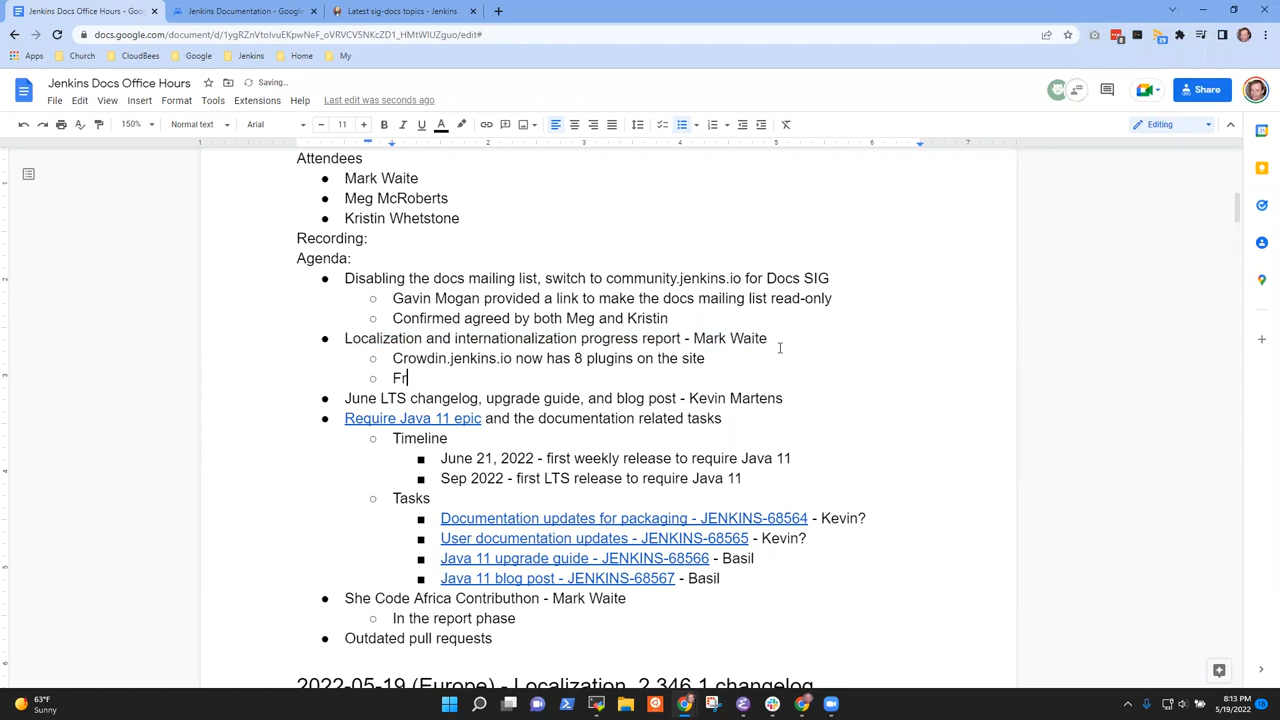 Jenkins Docs Office Hours - Goo
Jenkins Documentation - Google
Latest sig-docs topics - Jenkins
docs.google.com/document/d/1ygRZnVtoIvuEKpwNeF_oVRVCV5NKcZD1_HMtWIUZguo/edit#
Apps Church CloudBees Google Jenkins Home My
Jenkins Docs Office Hours
Saving...
File Edit View Insert Format Tools Extensions Help Last edit was seconds ago
Share
150% Normal text Arial 11 Editing
Attendees
● Mark Waite
● Meg McRoberts
● Kristin Whetstone
Recording:
Agenda:
● Disabling the docs mailing list, switch to community.jenkins.io for Docs SIG
○ Gavin Mogan provided a link to make the docs mailing list read-only
○ Confirmed agreed by both Meg and Kristin
● Localization and internationalization progress report - Mark Waite
○ Crowdin.jenkins.io now has 8 plugins on the site
○ Fr
● June LTS changelog, upgrade guide, and blog post - Kevin Martens
● Require Java 11 epic and the documentation related tasks
○ Timeline
■ June 21, 2022 - first weekly release to require Java 11
■ Sep 2022 - first LTS release to require Java 11
○ Tasks
■ Documentation updates for packaging - JENKINS-68564 - Kevin?
■ User documentation updates - JENKINS-68565 - Kevin?
■ Java 11 upgrade guide - JENKINS-68566 - Basil
■ Java 11 blog post - JENKINS-68567 - Basil
● She Code Africa Contributhon - Mark Waite
○ In the report phase
● Outdated pull requests
2022-05-19 (Europe) - Localization, 2.346.1 changelog
63°F
Sunny
8:13 PM
5/19/2022